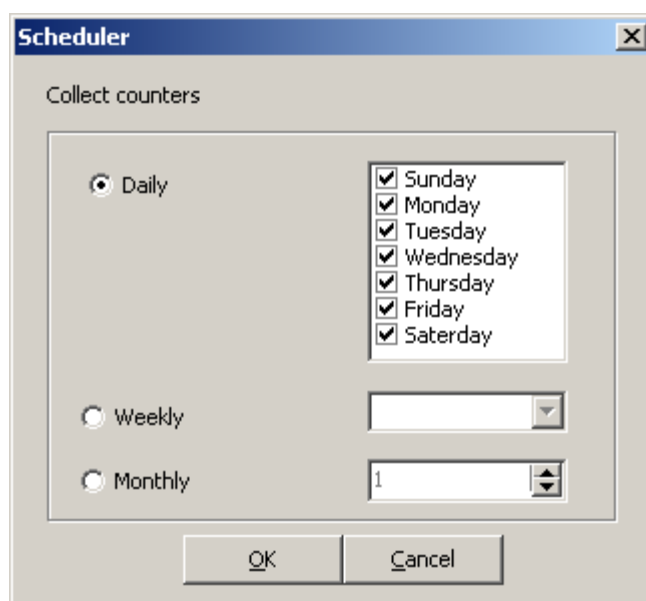 Scheduler
Collect counters
Daily
Sunday
Monday
Tuesday
Wednesday
Thursday
Friday
Saterday
Weekly
Monthly
1
OK
Cancel